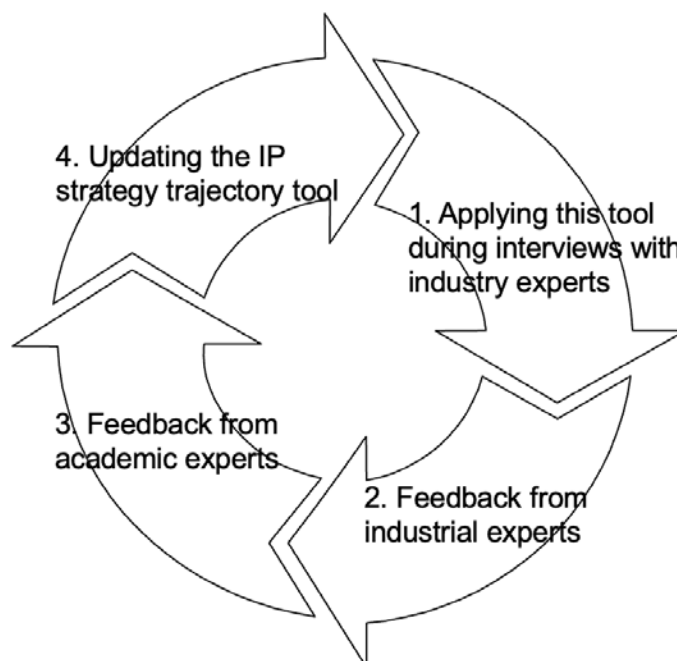 4. Updating the IP
strategy trajectory tool
1. Applying this tool
during interviews with
industry experts
3. Feedback from
academic experts
2. Feedback from
industrial experts